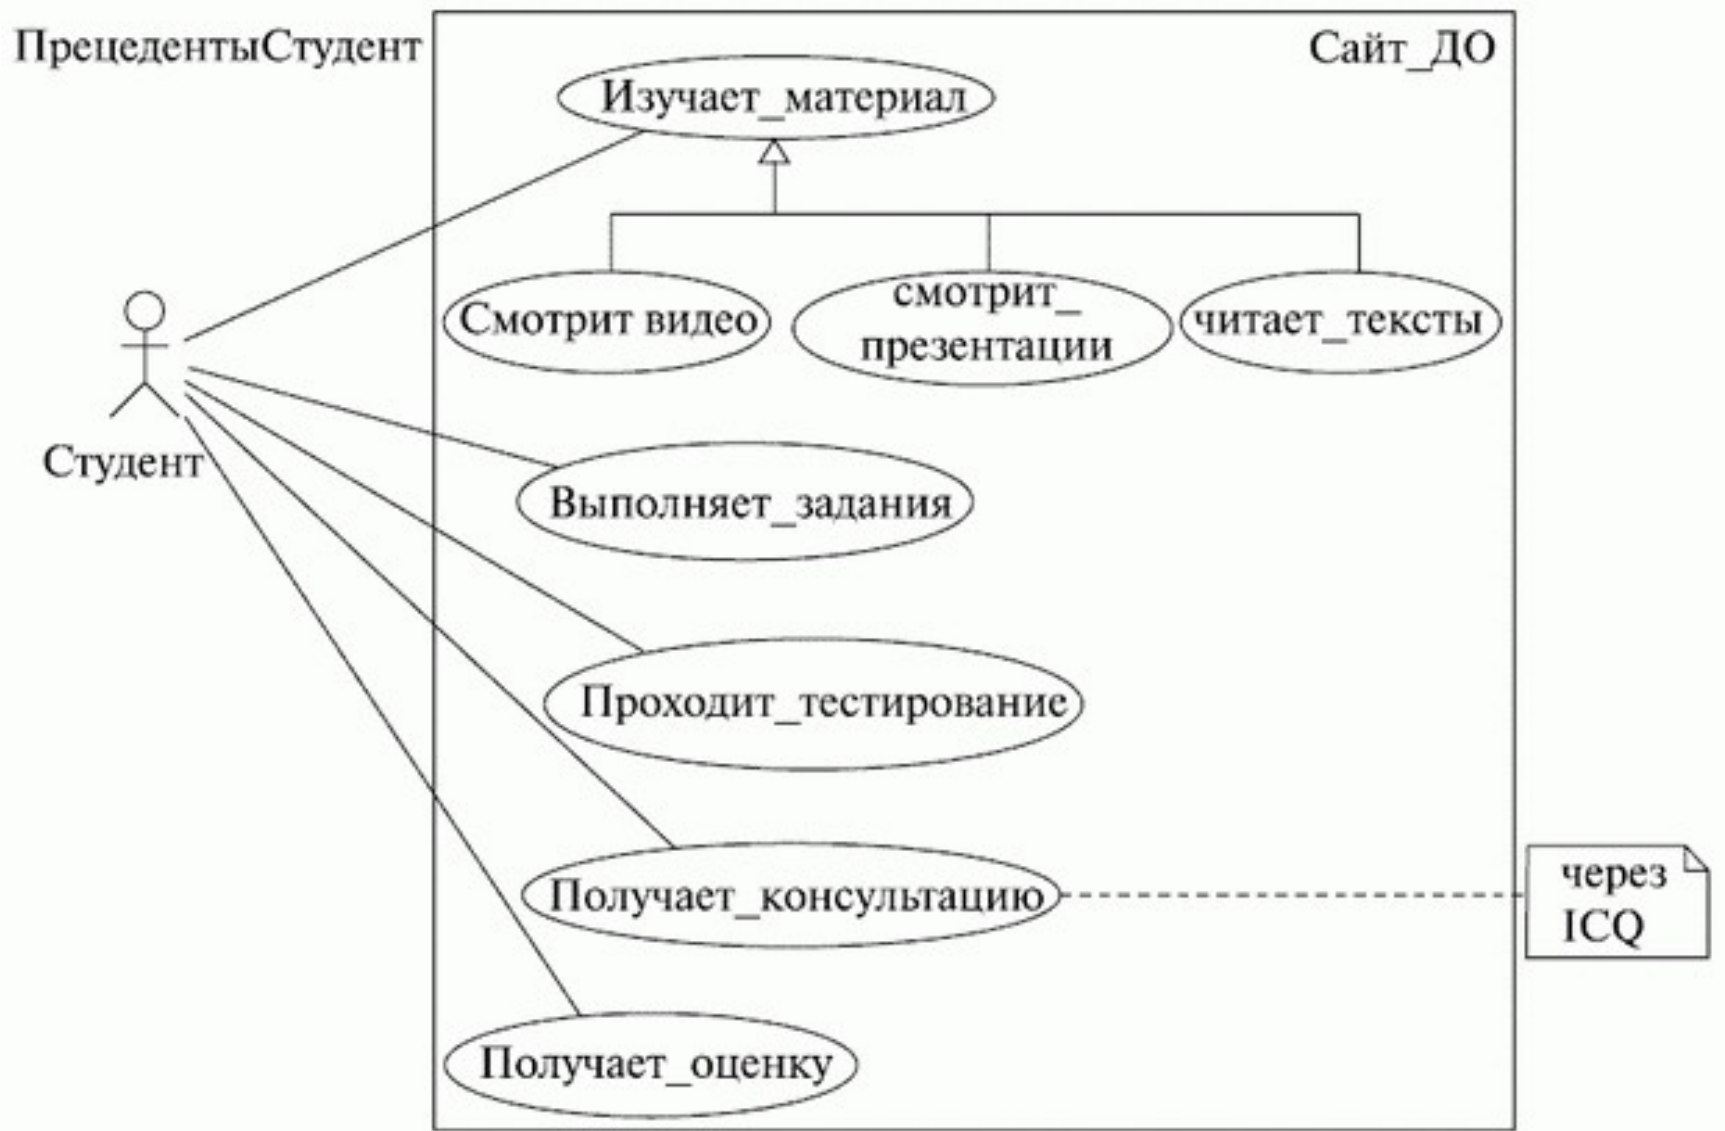 ПрецедентыСтудент
Сайт_ДО
Изучает_материал
Смотрит видео
смотрит_
презентации
читает_тексты
Студент
Выполняет_задания
Проходит_тестирование
Получает_консультацию
через
ICQ
Получает_оценку